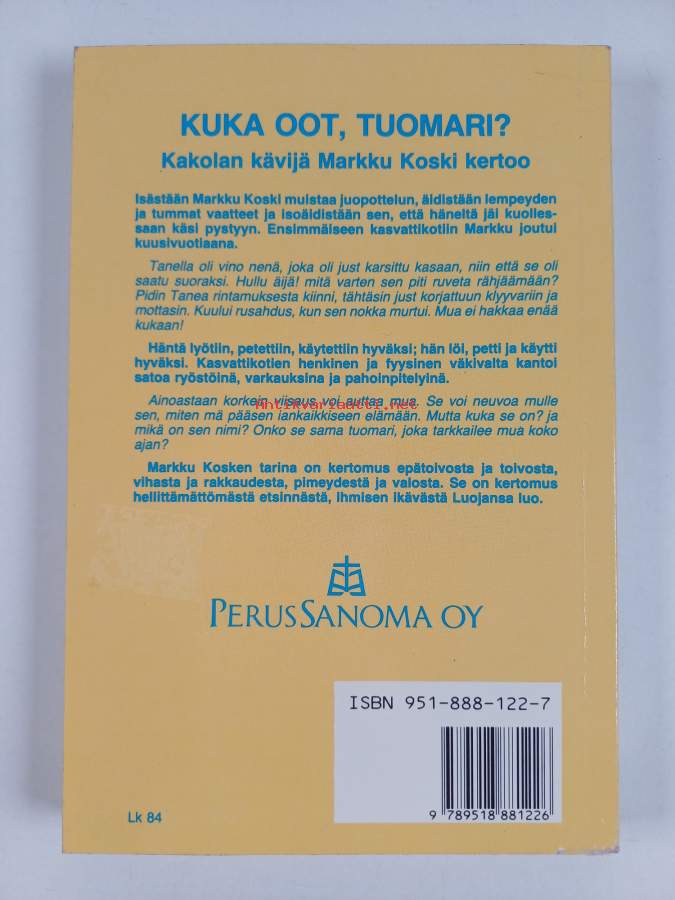 KUKA OOT, TUOMARI?
Kakolan kävijä Markku Koski kertoo
Isästään Markku Koski muistaa juopottelun, äidistään lempeyden
ja tummat vaatteet ja isoäidistään sen, että häneltä jäi kuolles-
saan käsi pystyyn. Ensimmäiseen kasvattikotiin Markku joutui
kuusivuotiaana.
Tanella oli vino nenä, joka oli just karsittu kasaan, niin että se oli
saatu suoraksi. Hullu äijä! mitä varten sen piti ruveta rähjäämään?
Pidin Tanea rintamuksesta kiinni, tähtäsin just korjattuun klyyvariin ja
mottasin. Kuului rusahdus, kun sen nokka murtui. Mua ei hakkaa enää
kukaan!
Häntä lyötiin, petettiin, käytettiin hyväksi; hän löi, petti ja käytti
hyväksi. Kasvattikotien henkinen ja fyysinen väkivalta kantoi
satoa ryöstöinä, varkauksina ja pahoinpitelyinä.
Ainoastaan korkein viisaus voi auttaa mua. Se voi neuvoa mulle
Antikvariaatti.net
sen, miten mä pääsen iankaikkiseen elämään. Mutta kuka se on? ja
mikä on sen nimi? Onko se sama tuomari, joka tarkkailee mua koko
ajan?
Markku Kosken tarina on kertomus epätoivosta ja toivosta,
vihasta ja rakkaudesta, pimeydestä ja valosta. Se on kertomus
hellittämättömästä etsinnästä, ihmisen ikävästä Luojansa luo.
PERUSSANOMA OY
ISBN 951-888-122-7
9 789518 881226
Lk 84